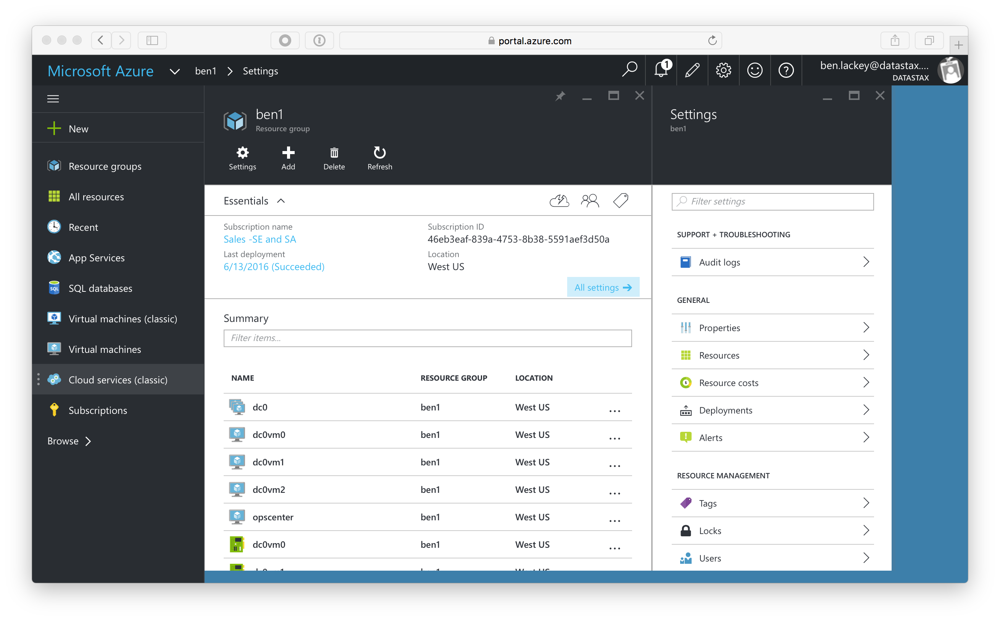 portal.azure.com
Microsoft Azure
ben1
Settings
1
ben.lackey@datastax....
DATASTAX
New
Resource groups
All resources
Recent
App Services
SQL databases
Virtual machines (classic)
Virtual machines
Cloud services (classic)
Subscriptions
Browse
ben1
Resource group
Settings Add Delete Refresh
Essentials
Subscription name
Sales -SE and SA
Last deployment
6/13/2016 (Succeeded)
Subscription ID
46eb3eaf-839a-4753-8b38-5591aef3d50a
Location
West US
All settings
Summary
Filter items...
NAME RESOURCE GROUP LOCATION
dc0 ben1 West US ...
dc0vm0 ben1 West US ...
dc0vm1 ben1 West US ...
dc0vm2 ben1 West US ...
opscenter ben1 West US ...
dc0vm0 ben1 West US ...
Settings
ben1
Filter settings
SUPPORT + TROUBLESHOOTING
Audit logs
GENERAL
Properties
Resources
Resource costs
Deployments
Alerts
RESOURCE MANAGEMENT
Tags
Locks
Users